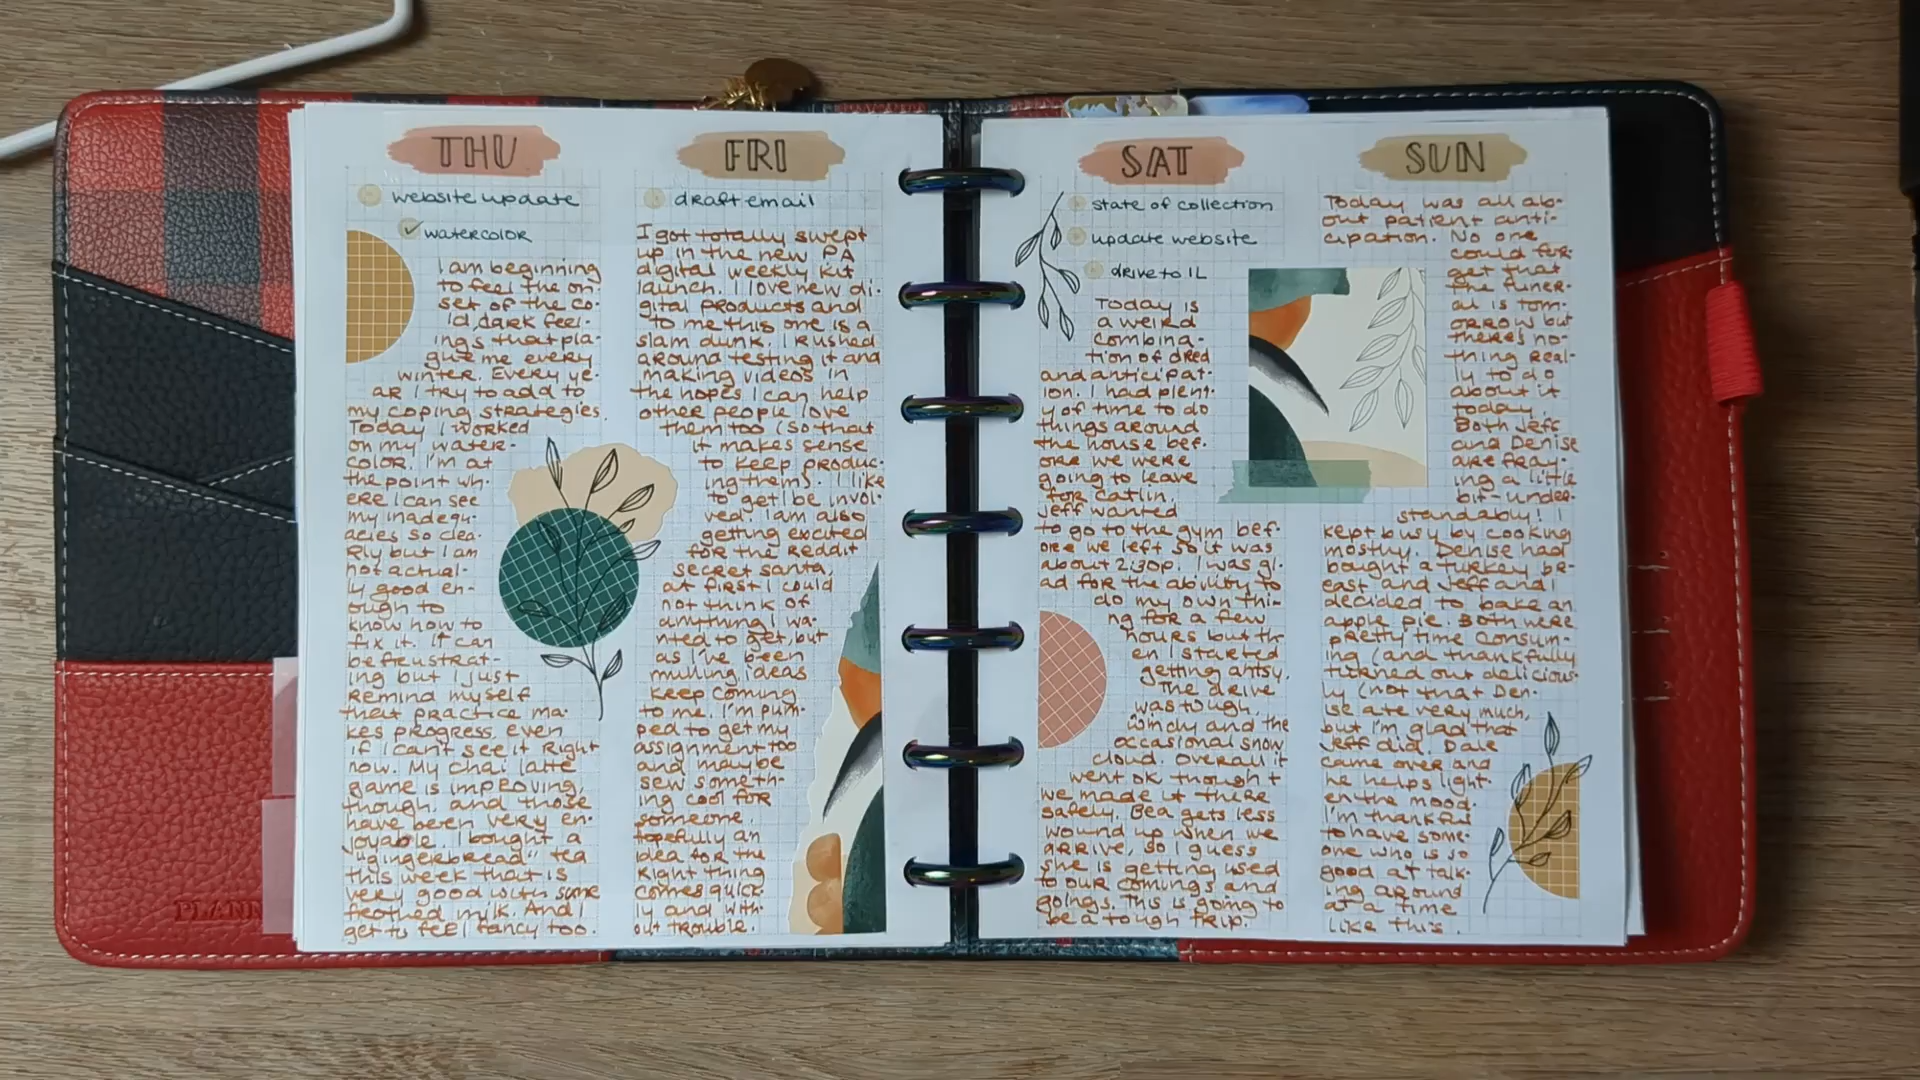 THU
website update
watercolor
I am beginning
to feel the on
set of the co
ld, dark feel-
ings that pla-
gue me every
winter. Every ye-
ar I try to add to
my coping strategies.
Today I worked
on my water-
color. I'm at
the point wh-
ere I can see
my inadequ-
acies so clea-
rly but I am
not actual-
ly good en-
ough to
know how to
fix it. It can
be frustrat-
ing but I just
remind myself
that practice ma-
kes progress, even
if I can't see it right
now. My chai latte
game is improving,
though, and those
have been very en-
joyable. I bought a
"gingerbread" tea
this week that is
very good with some
frothed milk. And I
get to feel fancy too.
FRI
draft email
I got totally swept
up in the new PA
digital weekly kit
launch. I love new di-
gital products and
to me this one is a
slam dunk. I rushed
around testing it and
making videos in
the hopes I can help
other people love
them too (so that
it makes sense
to keep produc-
ing them). I like
to get/be invol-
ved. I am also
getting excited
for the Reddit
secret santa,
at first I could
not think of
anything I wa-
nted to get, but
as I've been
mulling ideas
keep coming
to me. I'm pum-
ped to get my
assignment too
and maybe
sew someth-
ing cool for
someone.
Hopefully an
idea for the
right thing
comes quick-
ly and with-
out trouble.
SAT
state of collection
update website
drive to IL
Today is
a weird
combina-
tion of dred
and anticipat-
ion. I had plent-
y of time to do
things around
the house bef-
ore we were
going to leave
for Catlin,
Jeff wanted
to go to the gym bef-
ore we left so it was
about 2:30p. I was gl-
ad for the ability to
do my own thi-
ng for a few
hours but th-
en I started
getting antsy.
The drive
was tough,
windy and the
occasional snow
cloud. Overall it
went ok though &
we made it there
safely. Bea gets less
wound up when we
arrive, so I guess
she is getting used
to our comings and
goings. This is going to
be a tough trip.
SUN
Today was all ab-
out patient anti-
cipation. No one
could for-
get that
the funer-
al is tom-
orrow but
there's no-
thing real-
ly to do
about it
today.
Both Jeff
and Denise
are fray-
ing a little
bit - under-
standably! I
kept busy by cooking
mostly. Denise had
bought a turkey br-
east and Jeff and I
decided to bake an
apple pie. Both were
pretty time consum-
ing (and thankfully
turned out delicious-
ly (not that Den-
ise ate very much,
but I'm glad that
Jeff did. Dale
came over and
he helps light-
en the mood.
I'm thankful
to have some-
one who is so
good at talk-
ing around
at a time
like this.